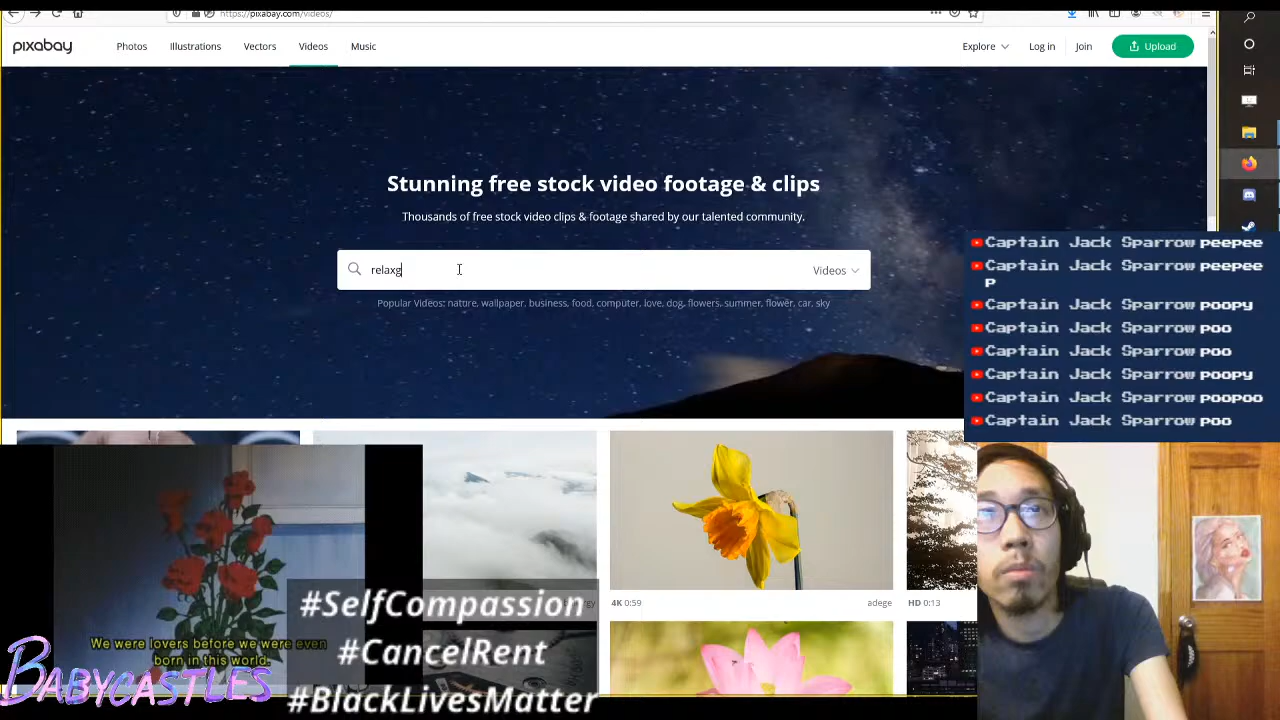 https://pixabay.com/videos/
pixabay
Photos
Illustrations
Vectors
Videos
Music
Explore
Log in
Join
Upload
Stunning free stock video footage & clips
Thousands of free stock video clips & footage shared by our talented community.
relaxg
Videos
Popular Videos: nature, wallpaper, business, food, computer, love, dog, flowers, summer, flower, car, sky
Captain Jack Sparrow peepee
Captain Jack Sparrow peepee
p
Captain Jack Sparrow poopy
Captain Jack Sparrow poo
Captain Jack Sparrow poo
Captain Jack Sparrow poopy
Captain Jack Sparrow poopoo
Captain Jack Sparrow poo
4K 0:59
adege
HD 0:13
#SelfCompassion
#CancelRent
#BlackLivesMatter
We were lovers before we were even
born in this world.
BABYCASTLES